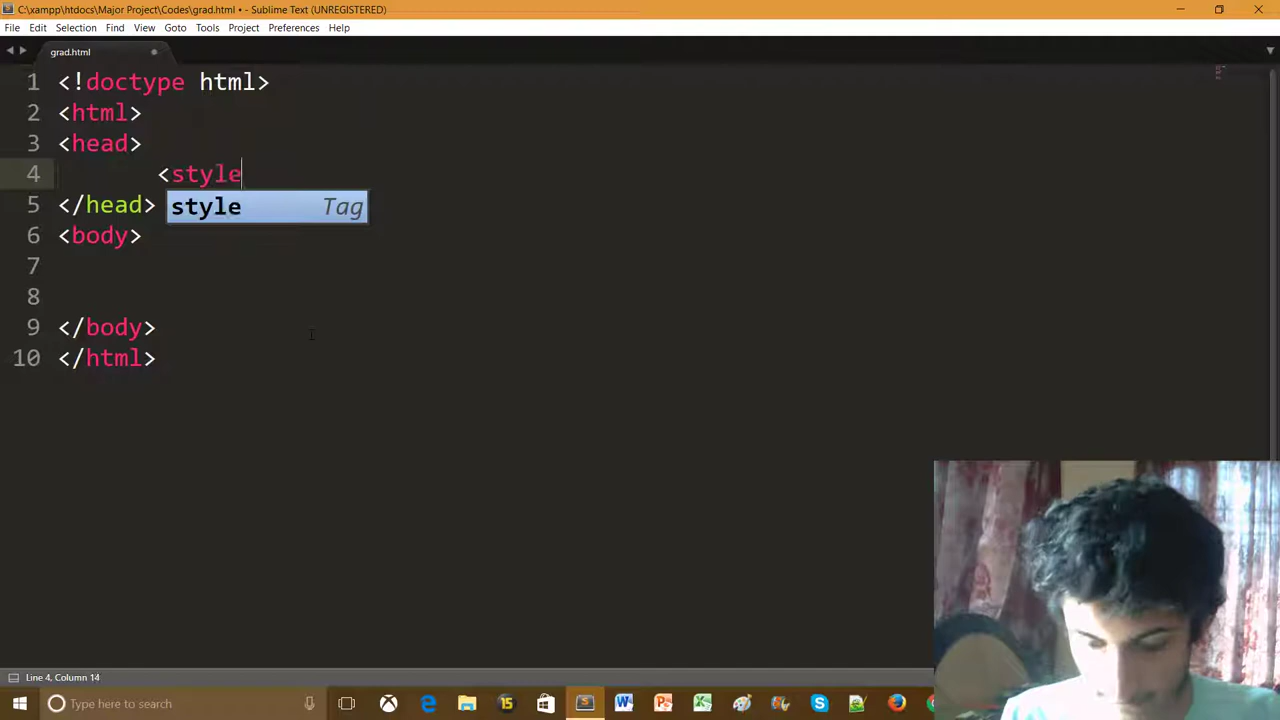 C:\xampp\htdocs\Major Project\Codes\grad.html • - Sublime Text (UNREGISTERED)
File Edit Selection Find View Goto Tools Project Preferences Help
grad.html
1 <!doctype html>
2 <html>
3 <head>
4 <style
5 </head>
style Tag
6 <body>
7
8
9 </body>
10 </html>
Line 4, Column 14
Type here to search